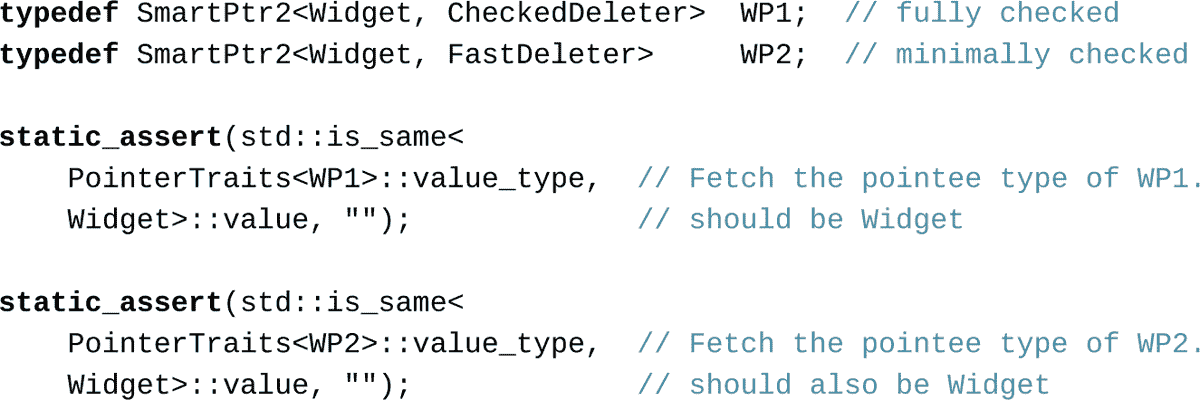 typedef SmartPtr2<Widget, CheckedDeleter>  WP1;  // fully checked
typedef SmartPtr2<Widget, FastDeleter>     WP2;  // minimally checked

static_assert(std::is_same<
    PointerTraits<WP1>::value_type,  // Fetch the pointee type of WP1.
    Widget>::value, "");             // should be Widget

static_assert(std::is_same<
    PointerTraits<WP2>::value_type,  // Fetch the pointee type of WP2.
    Widget>::value, "");             // should also be Widget